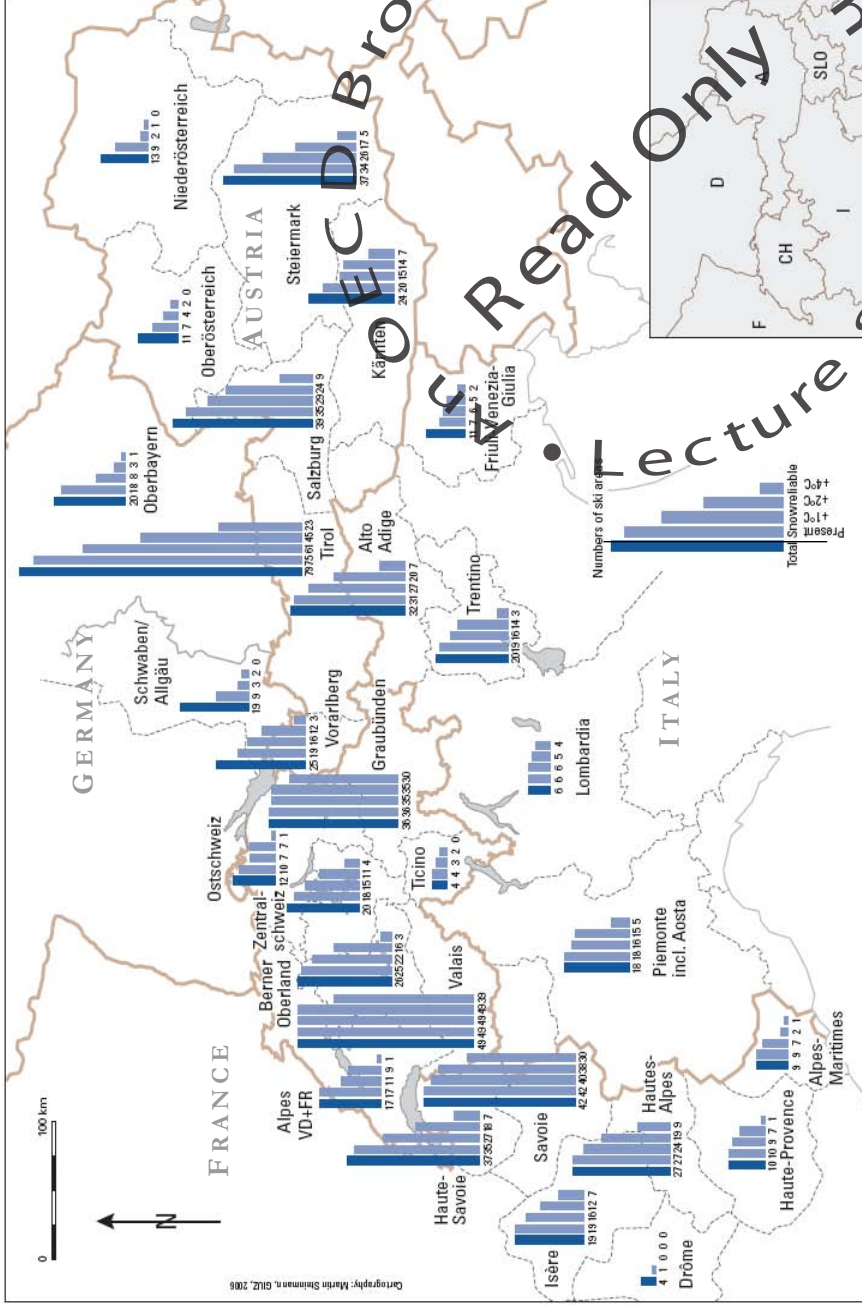 0 100 km
N
Cartography: Martin Steinmann, GIUZ, 2006
FRANCE
GERMANY
AUSTRIA
ITALY
Niederösterreich
13 9 2 1 0
Oberösterreich
11 7 4 2 0
Steiermark
37 34 26 17 5
Kärnten
24 20 15 14 7
Salzburg
39 35 29 24 9
Oberbayern
20 18 8 3 1
Tirol
79 75 61 45 23
Alto
Adige
32 31 27 20 7
Friuli Venezia-
Giulia
11 7 6 5 2
Trentino
20 19 16 14 3
Schwaben/
Allgäu
19 9 3 2 0
Vorarlberg
25 19 16 12 3
Graubünden
36 36 35 35 30
Lombardia
6 6 6 5 4
Ostschweiz
12 10 7 7 1
Zentral-
schweiz
20 18 15 11 4
Ticino
4 4 3 2 0
Berner
Oberland
26 25 22 16 3
Valais
49 49 49 49 39
Piemonte
incl. Aosta
18 18 16 15 5
Alpes
VD+FR
17 17 11 9 1
Haute-
Savoie
37 35 27 18 7
Savoie
42 42 40 38 30
Hautes-
Alpes
27 27 24 19 9
Isère
19 19 16 12 7
Drôme
4 1 0 0 0
Haute-Provence
10 10 9 7 1
Alpes-
Maritimes
9 9 7 2 1
Numbers of ski areas
Total Snowreliable
Present
+1°C
+2°C
+4°C
F
D
CH
A
SLO
I
OECD Bro
Read Only
Lecture